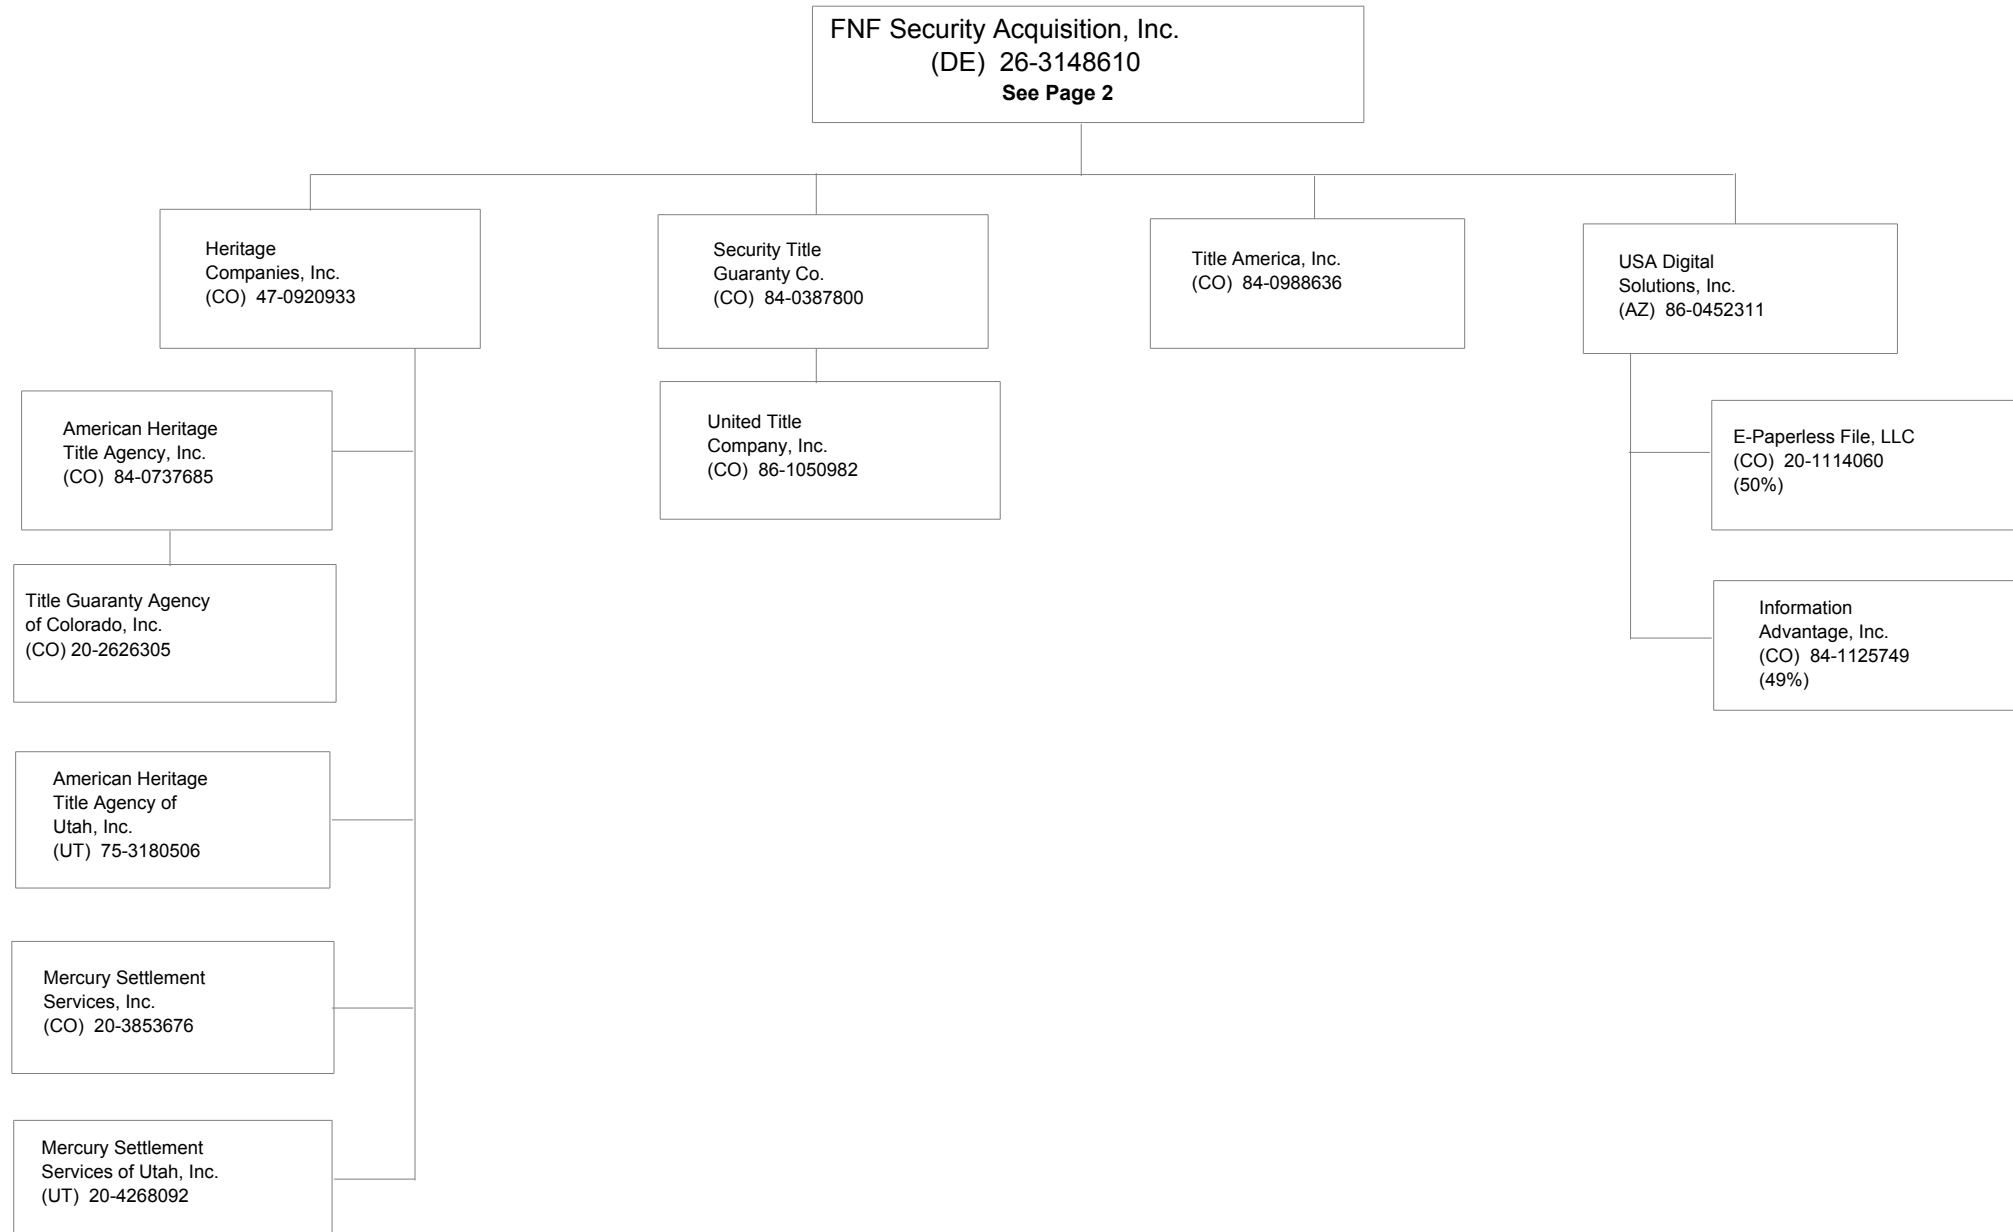 FNF Security Acquisition, Inc.
(DE) 26-3148610
See Page 2
Heritage
Companies, Inc.
(CO) 47-0920933
Security Title
Guaranty Co.
(CO) 84-0387800
Title America, Inc.
(CO) 84-0988636
USA Digital
Solutions, Inc.
(AZ) 86-0452311
American Heritage
Title Agency, Inc.
(CO) 84-0737685
United Title
Company, Inc.
(CO) 86-1050982
E-Paperless File, LLC
(CO) 20-1114060
(50%)
Title Guaranty Agency
of Colorado, Inc.
(CO) 20-2626305
Information
Advantage, Inc.
(CO) 84-1125749
(49%)
American Heritage
Title Agency of
Utah, Inc.
(UT) 75-3180506
Mercury Settlement
Services, Inc.
(CO) 20-3853676
Mercury Settlement
Services of Utah, Inc.
(UT) 20-4268092